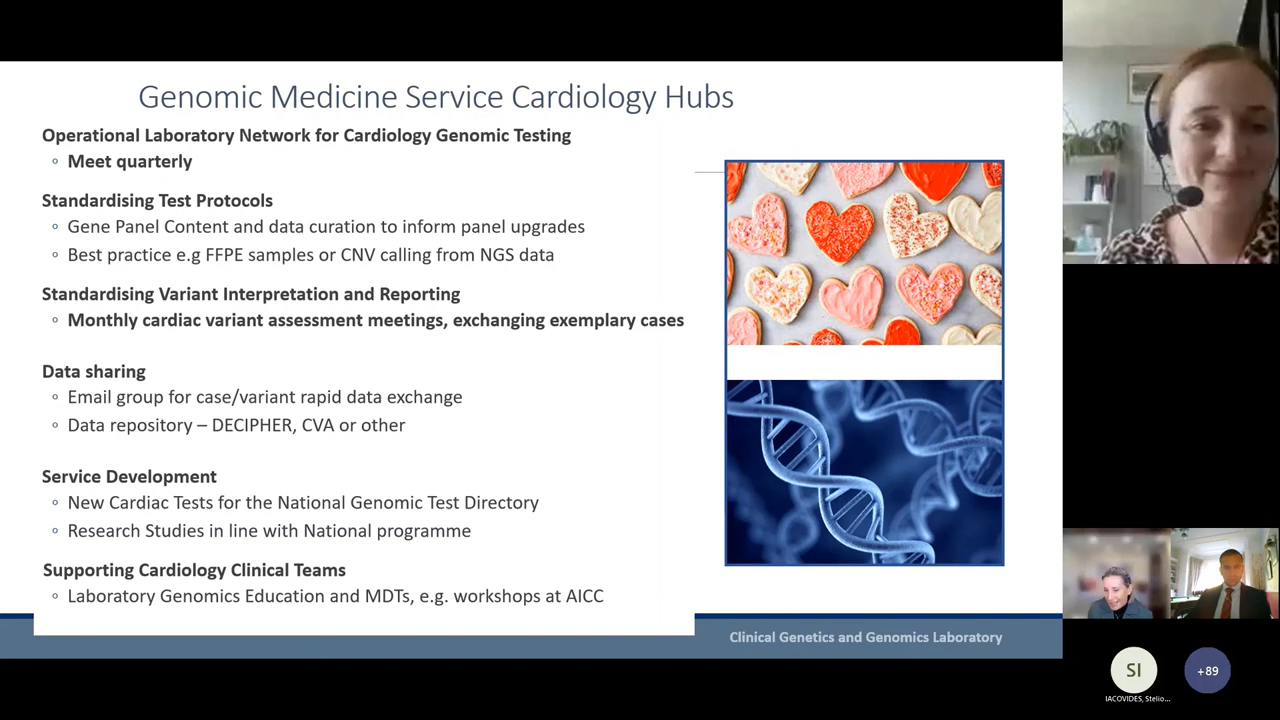 Genomic Medicine Service Cardiology Hubs
Operational Laboratory Network for Cardiology Genomic Testing
◦ Meet quarterly
Standardising Test Protocols
◦ Gene Panel Content and data curation to inform panel upgrades
◦ Best practice e.g FFPE samples or CNV calling from NGS data
Standardising Variant Interpretation and Reporting
◦ Monthly cardiac variant assessment meetings, exchanging exemplary cases
Data sharing
◦ Email group for case/variant rapid data exchange
◦ Data repository – DECIPHER, CVA or other
Service Development
◦ New Cardiac Tests for the National Genomic Test Directory
◦ Research Studies in line with National programme
Supporting Cardiology Clinical Teams
◦ Laboratory Genomics Education and MDTs, e.g. workshops at AICC
Clinical Genetics and Genomics Laboratory
SI
+89
IACOVIDES, Stelio...